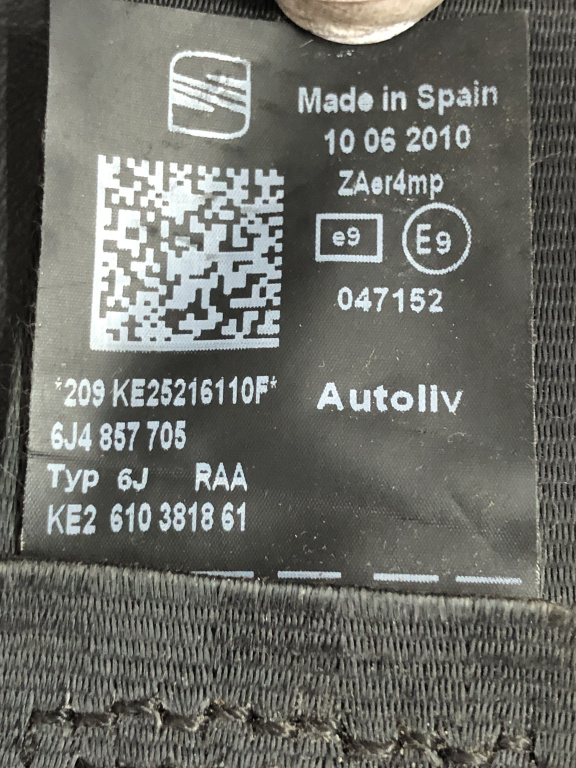 Made in Spain
10 06 2010
ZAer4mp
e9 E9
047152
*209 KE25216110F*
Autoliv
6J4 857 705
Typ 6J RAA
KE2 610 3818 61